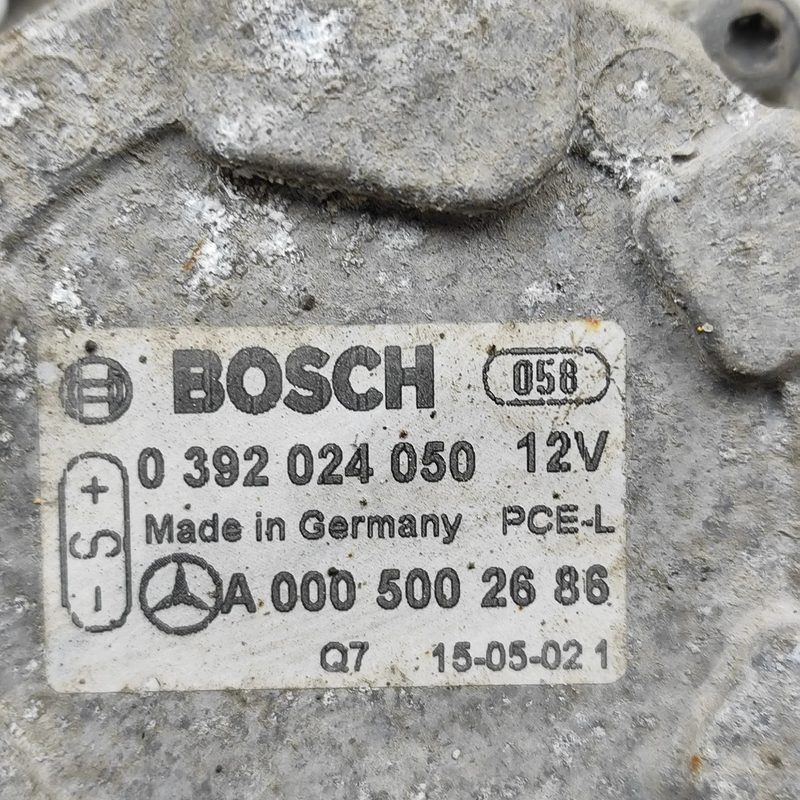 BOSCH 058
0 392 024 050 12V
Made in Germany PCE-L
A 000 500 26 86
Q7 15-05-02 1
+ S -